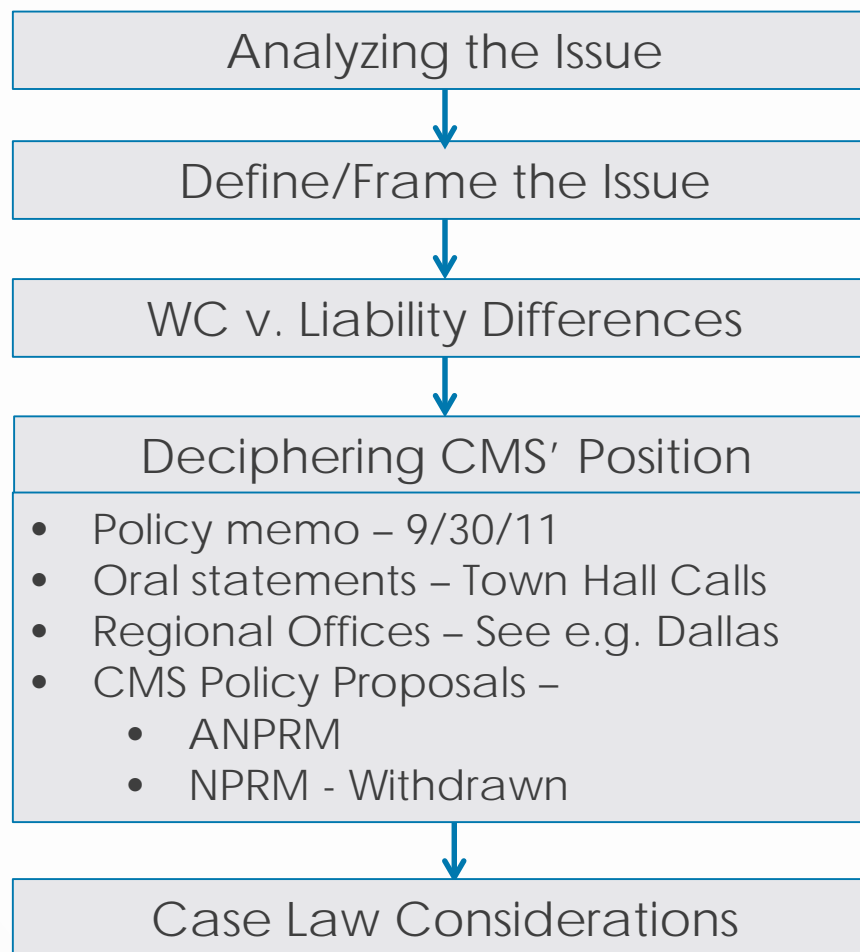 Analyzing the Issue
Define/Frame the Issue
WC v. Liability Differences
Deciphering CMS’ Position
• Policy memo – 9/30/11
• Oral statements – Town Hall Calls
• Regional Offices – See e.g. Dallas
• CMS Policy Proposals –
• ANPRM
• NPRM - Withdrawn
Case Law Considerations